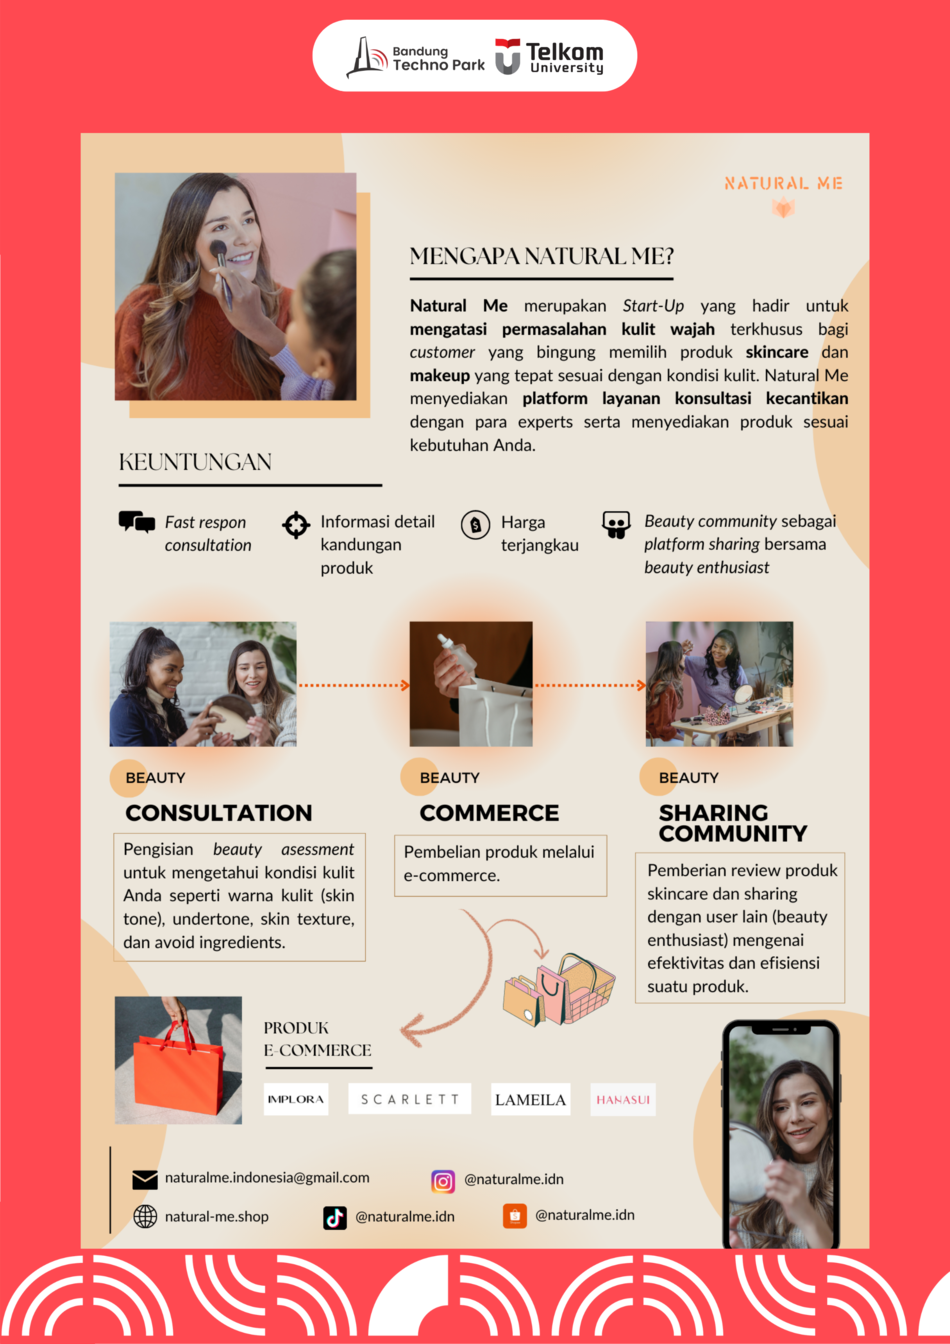 Bandung
Techno Park
Telkom
University
NATURAL ME
MENGAPA NATURAL ME?
Natural Me merupakan Start-Up yang hadir untuk
mengatasi permasalahan kulit wajah terkhusus bagi
customer yang bingung memilih produk skincare dan
makeup yang tepat sesuai dengan kondisi kulit. Natural Me
menyediakan platform layanan konsultasi kecantikan
dengan para experts serta menyediakan produk sesuai
kebutuhan Anda.
KEUNTUNGAN
Fast respon
consultation
Informasi detail
kandungan
produk
Harga
terjangkau
Beauty community sebagai
platform sharing bersama
beauty enthusiast
BEAUTY
CONSULTATION
Pengisian beauty asessment
untuk mengetahui kondisi kulit
Anda seperti warna kulit (skin
tone), undertone, skin texture,
dan avoid ingredients.
BEAUTY
COMMERCE
Pembelian produk melalui
e-commerce.
BEAUTY
SHARING
COMMUNITY
Pemberian review produk
skincare dan sharing
dengan user lain (beauty
enthusiast) mengenai
efektivitas dan efisiensi
suatu produk.
PRODUK
E-COMMERCE
IMPLORA
SCARLETT
LAMEILA
HANASUI
naturalme.indonesia@gmail.com
@naturalme.idn
natural-me.shop
@naturalme.idn
@naturalme.idn